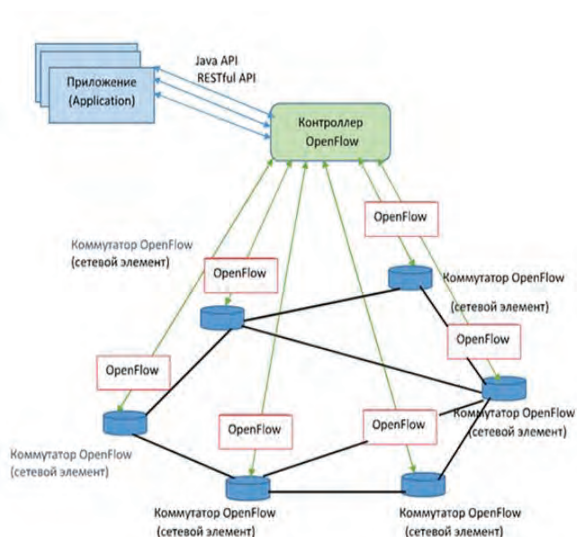 Java API
RESTful API
Приложение
(Application)
Контроллер
OpenFlow
OpenFlow
Коммутатор OpenFlow
(сетевой элемент)
OpenFlow
Коммутатор OpenFlow
(сетевой элемент)
OpenFlow
OpenFlow
Коммутатор OpenFlow
(сетевой элемент)
OpenFlow
OpenFlow
Коммутатор OpenFlow
(сетевой элемент)
Коммутатор OpenFlow
(сетевой элемент)
Коммутатор OpenFlow
(сетевой элемент)